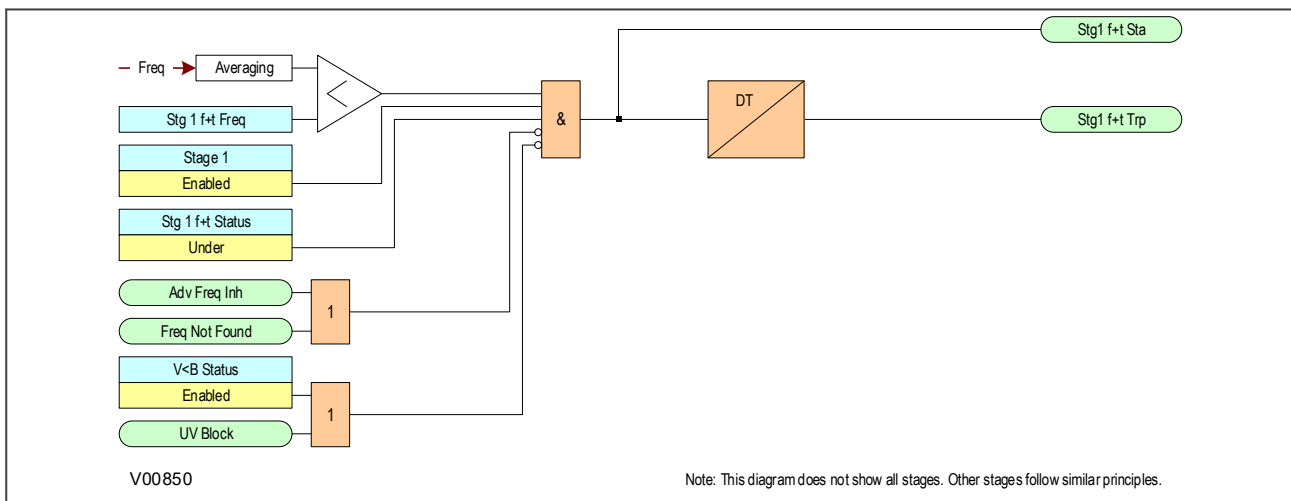 Stg1 f+t Sta
Freq
Averaging
Stg 1 f+t Freq
&
DT
Stg1 f+t Trp
Stage 1
Enabled
Stg 1 f+t Status
Under
Adv Freq Inh
1
Freq Not Found
V<B Status
Enabled
1
UV Block
V00850
Note: This diagram does not show all stages. Other stages follow similar principles.